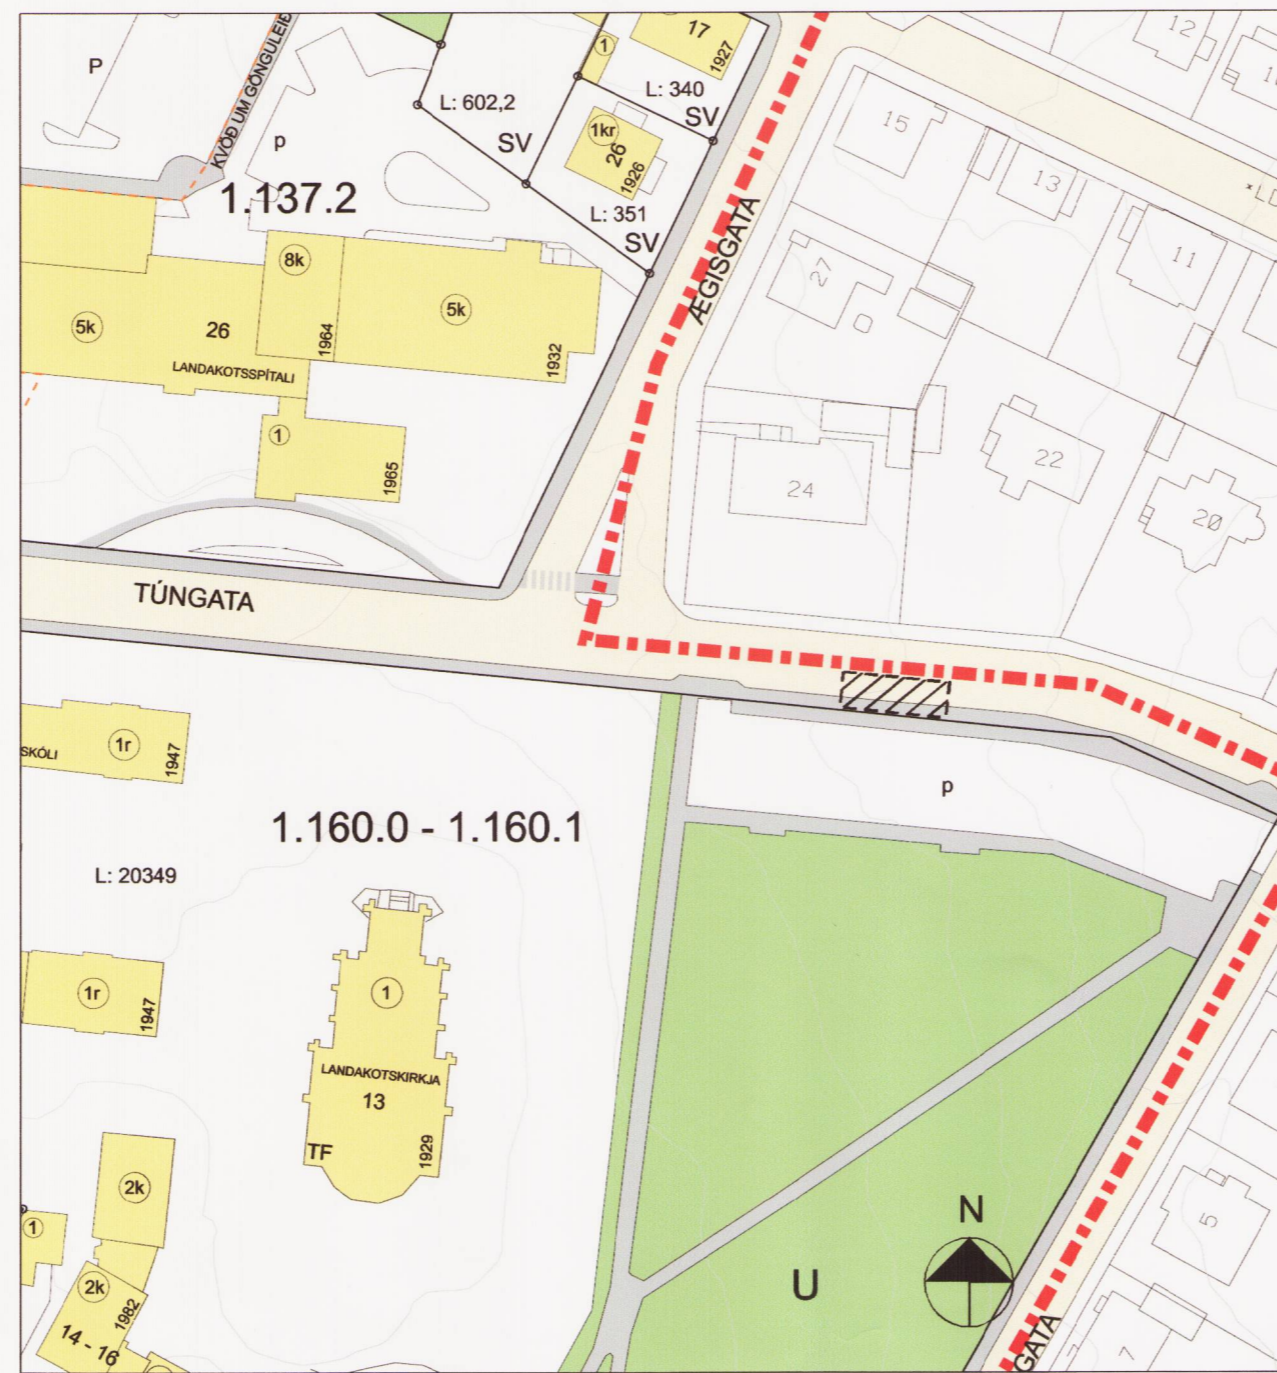 P
KVÖÐ UM GÖNGULEIÐ
p
1.137.2
L: 602,2
SV
1
17
1927
L: 340
SV
1kr
26
1926
L: 351
SV
ÆGISGATA
15
12
13
11
27
24
22
20
8k
5k
5k
26
1964
1932
LANDAKOTSSPÍTALI
1
1965
TÚNGATA
SKÓLI
1r
1947
p
1.160.0 - 1.160.1
L: 20349
1r
1947
1
LANDAKOTSKIRKJA
13
TF
1929
2k
1
2k
1982
14 - 16
N
U
GATA
5
7